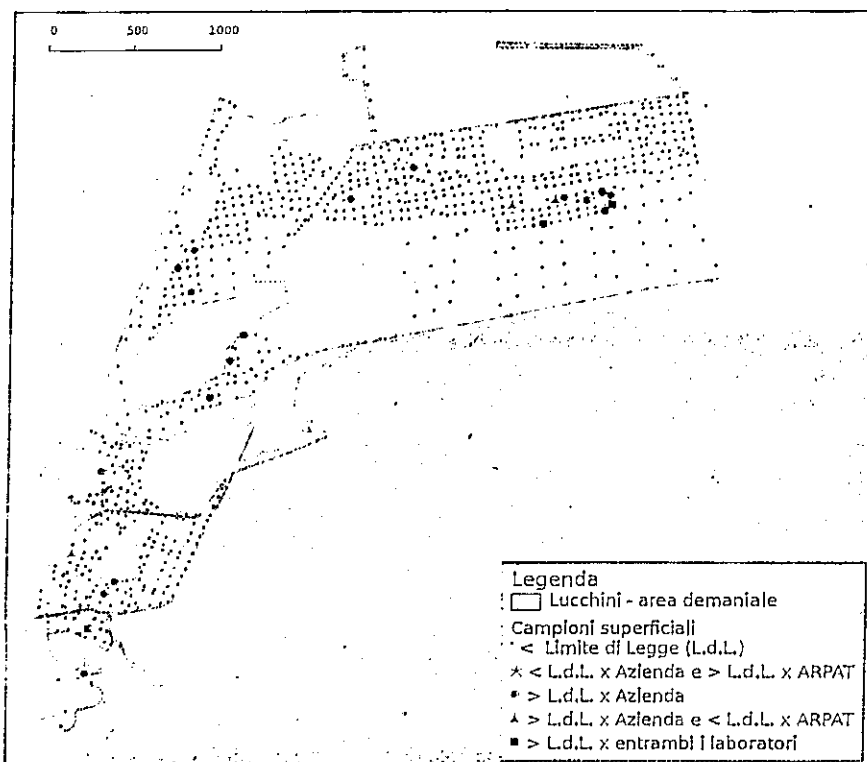 0 500 1000
Legenda
Lucchini - area demaniale
Campioni superficiali
< Limite di Legge (L.d.L.)
< L.d.L. x Azienda e > L.d.L. x ARPAT
> L.d.L. x Azienda
> L.d.L. x Azienda e < L.d.L. x ARPAT
> L.d.L. x entrambi i laboratori